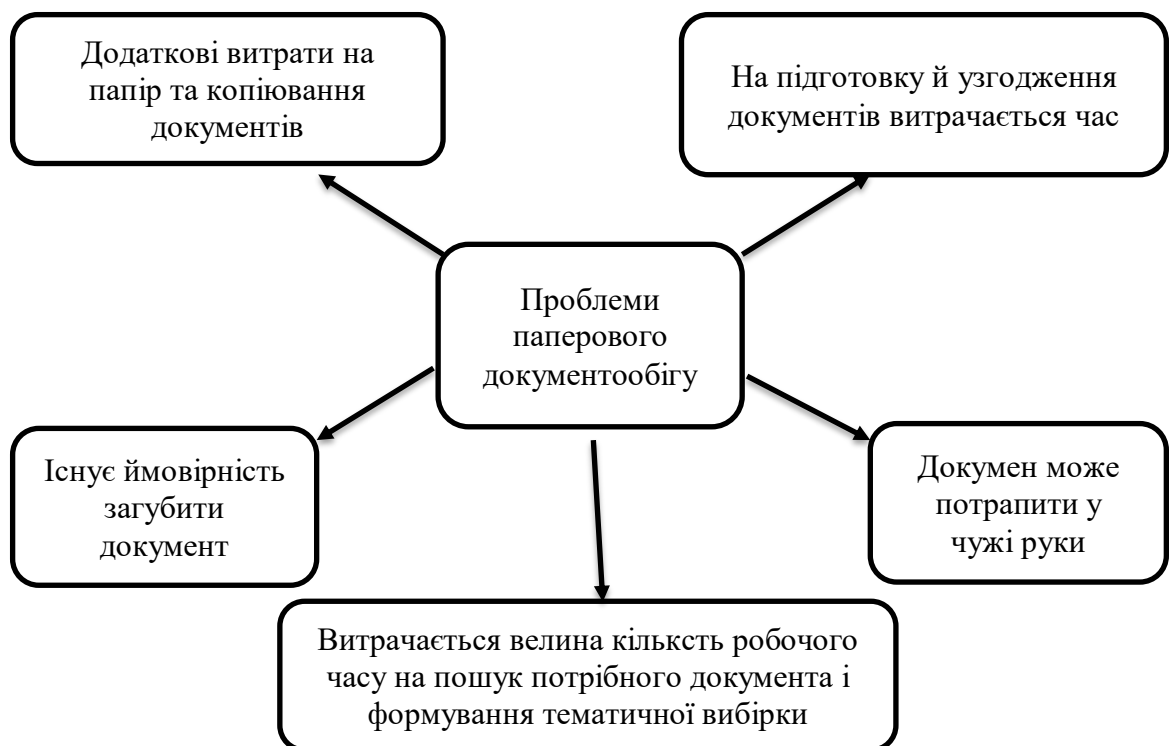 Додаткові витрати на
папір та копіювання
документів
На підготовку й узгодження
документів витрачається час
Проблеми
паперового
документообігу
Існує ймовірність
загубити
документ
Докумен може
потрапити у
чужі руки
Витрачається велина кільксть робочого
часу на пошук потрібного документа і
формування тематичної вибірки